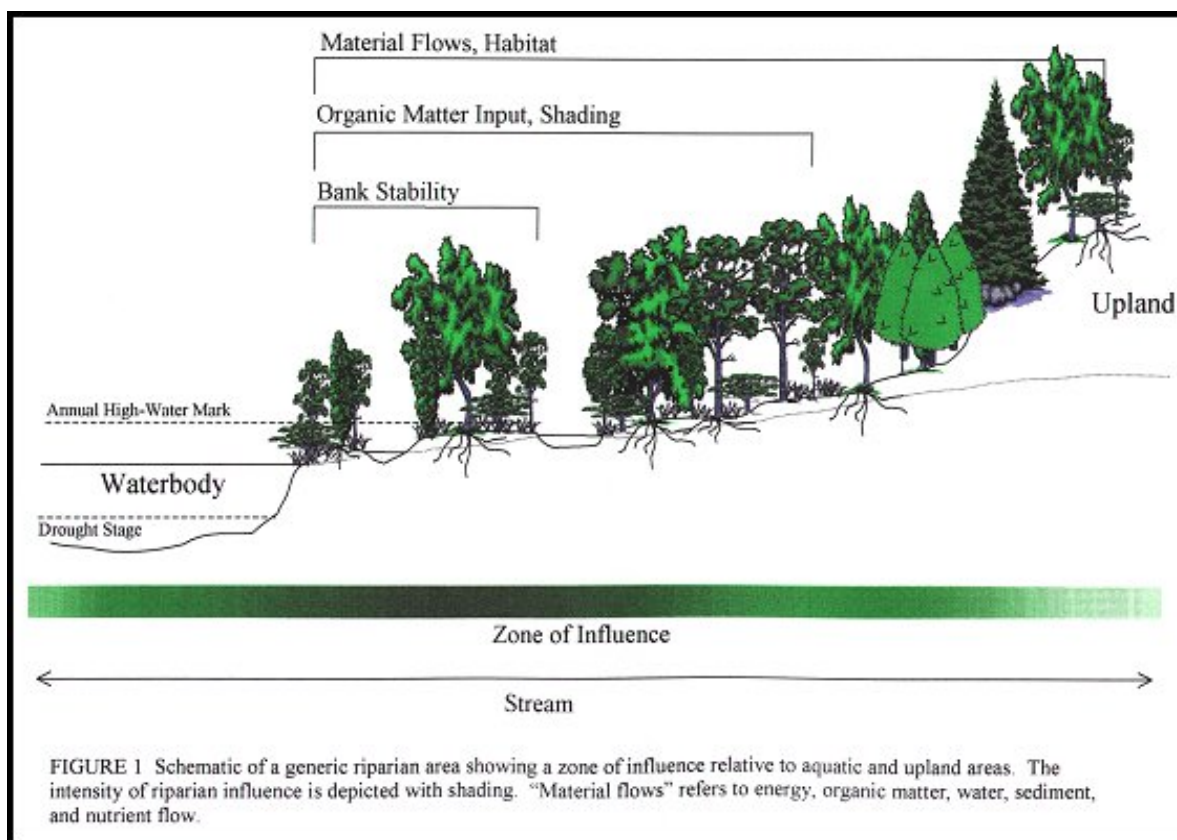 Material Flows, Habitat
Organic Matter Input, Shading
Bank Stability
Upland
Annual High-Water Mark
Waterbody
Drought Stage
Zone of Influence
Stream
FIGURE 1 Schematic of a generic riparian area showing a zone of influence relative to aquatic and upland areas. The
intensity of riparian influence is depicted with shading. “Material flows” refers to energy, organic matter, water, sediment,
and nutrient flow.